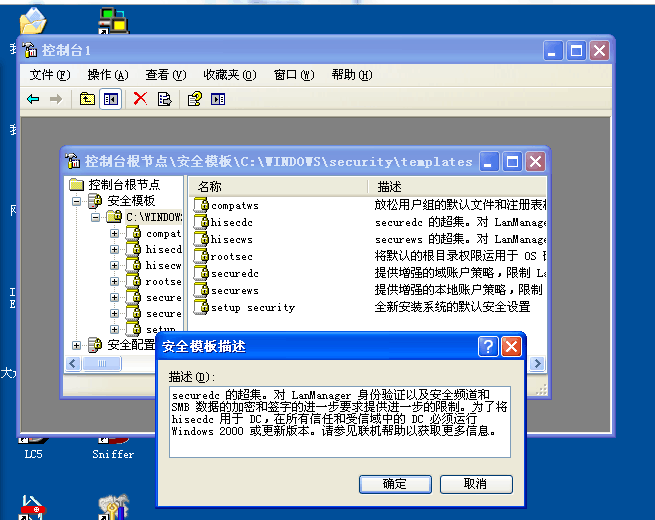 控制台1
文件(F) 操作(A) 查看(V) 收藏夹(O) 窗口(W) 帮助(H)
控制台根节点\安全模板\C:\WINDOWS\security\templates
控制台根节点
安全模板
C:\WINDOW
compat
hisecd
hisecw
rootse
secure
secure
setup
安全配置
名称 描述
compatws 放松用户组的默认文件和注册表
hisecdc securedc 的超集。对 LanManage
hisecws securews 的超集。对 LanManage
rootsec 将默认的根目录权限运用于 OS
securedc 提供增强的域账户策略，限制 La
securews 提供增强的本地账户策略，限制
setup security 全新安装系统的默认安全设置
安全模板描述
描述(D)：
securedc 的超集。对 LanManager 身份验证以及安全频道和
SMB 数据的加密和签字的进一步要求提供进一步的限制。为了将
hisecdc 用于 DC，在所有信任和受信域中的 DC 必须运行
Windows 2000 或更新版本。请参见联机帮助以获取更多信息。
确定 取消
LC5 Sniffer